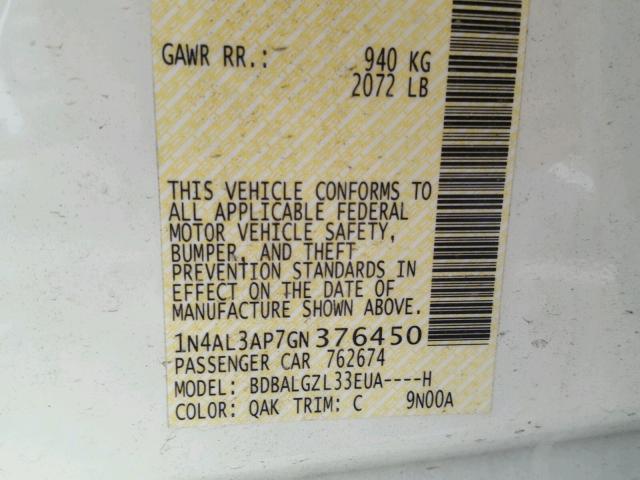 GAWR RR.: 940 KG
2072 LB
THIS VEHICLE CONFORMS TO
ALL APPLICABLE FEDERAL
MOTOR VEHICLE SAFETY,
BUMPER, AND THEFT
PREVENTION STANDARDS IN
EFFECT ON THE DATE OF
MANUFACTURE SHOWN ABOVE.
1N4AL3AP7GN376450
PASSENGER CAR 762674
MODEL: BDBALGZL33EUA----H
COLOR: QAK TRIM: C 9N00A